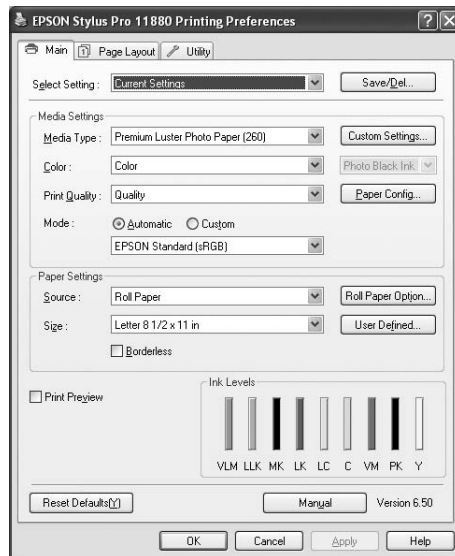 EPSON Stylus Pro 11880 Printing Preferences
Main Page Layout Utility
Select Setting : Current Settings Save/Del...
Media Settings
Media Type : Premium Luster Photo Paper (260) Custom Settings...
Color : Color Photo Black Ink
Print Quality : Quality Paper Config...
Mode : Automatic Custom
EPSON Standard (sRGB)
Paper Settings
Source : Roll Paper Roll Paper Option...
Size : Letter 8 1/2 x 11 in User Defined...
Borderless
Print Preview
Ink Levels
VLM LLK MK LK LC C VM PK Y
Reset Defaults(Y) Manual Version 6.50
OK Cancel Apply Help